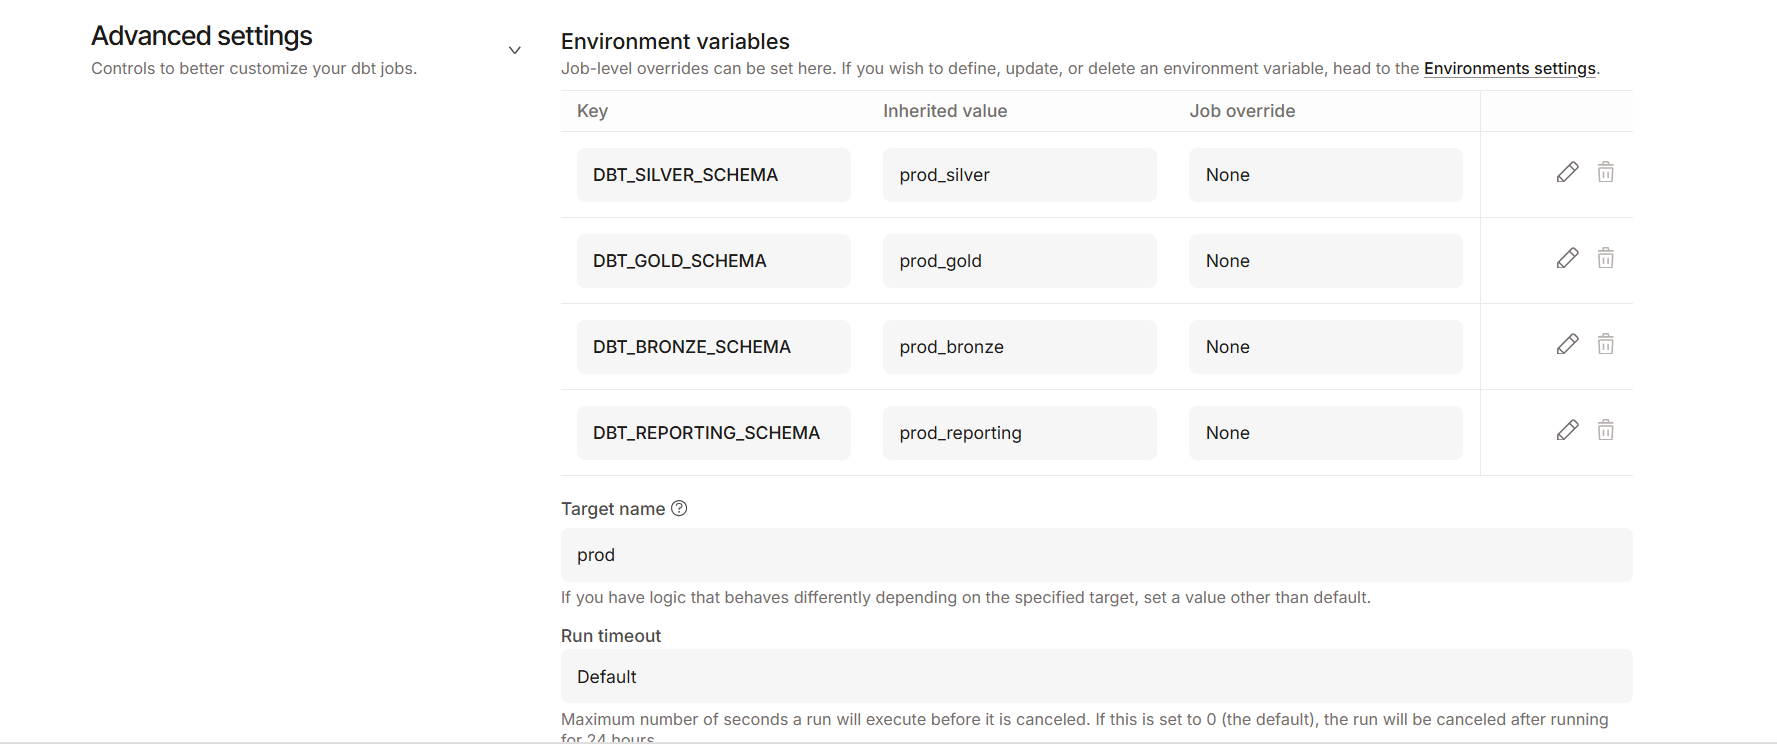 Advanced settings
Controls to better customize your dbt jobs.
Environment variables
Job-level overrides can be set here. If you wish to define, update, or delete an environment variable, head to the Environments settings.
Key Inherited value Job override
DBT_SILVER_SCHEMA prod_silver None
DBT_GOLD_SCHEMA prod_gold None
DBT_BRONZE_SCHEMA prod_bronze None
DBT_REPORTING_SCHEMA prod_reporting None
Target name
prod
If you have logic that behaves differently depending on the specified target, set a value other than default.
Run timeout
Default
Maximum number of seconds a run will execute before it is canceled. If this is set to 0 (the default), the run will be canceled after running
for 24 hours.